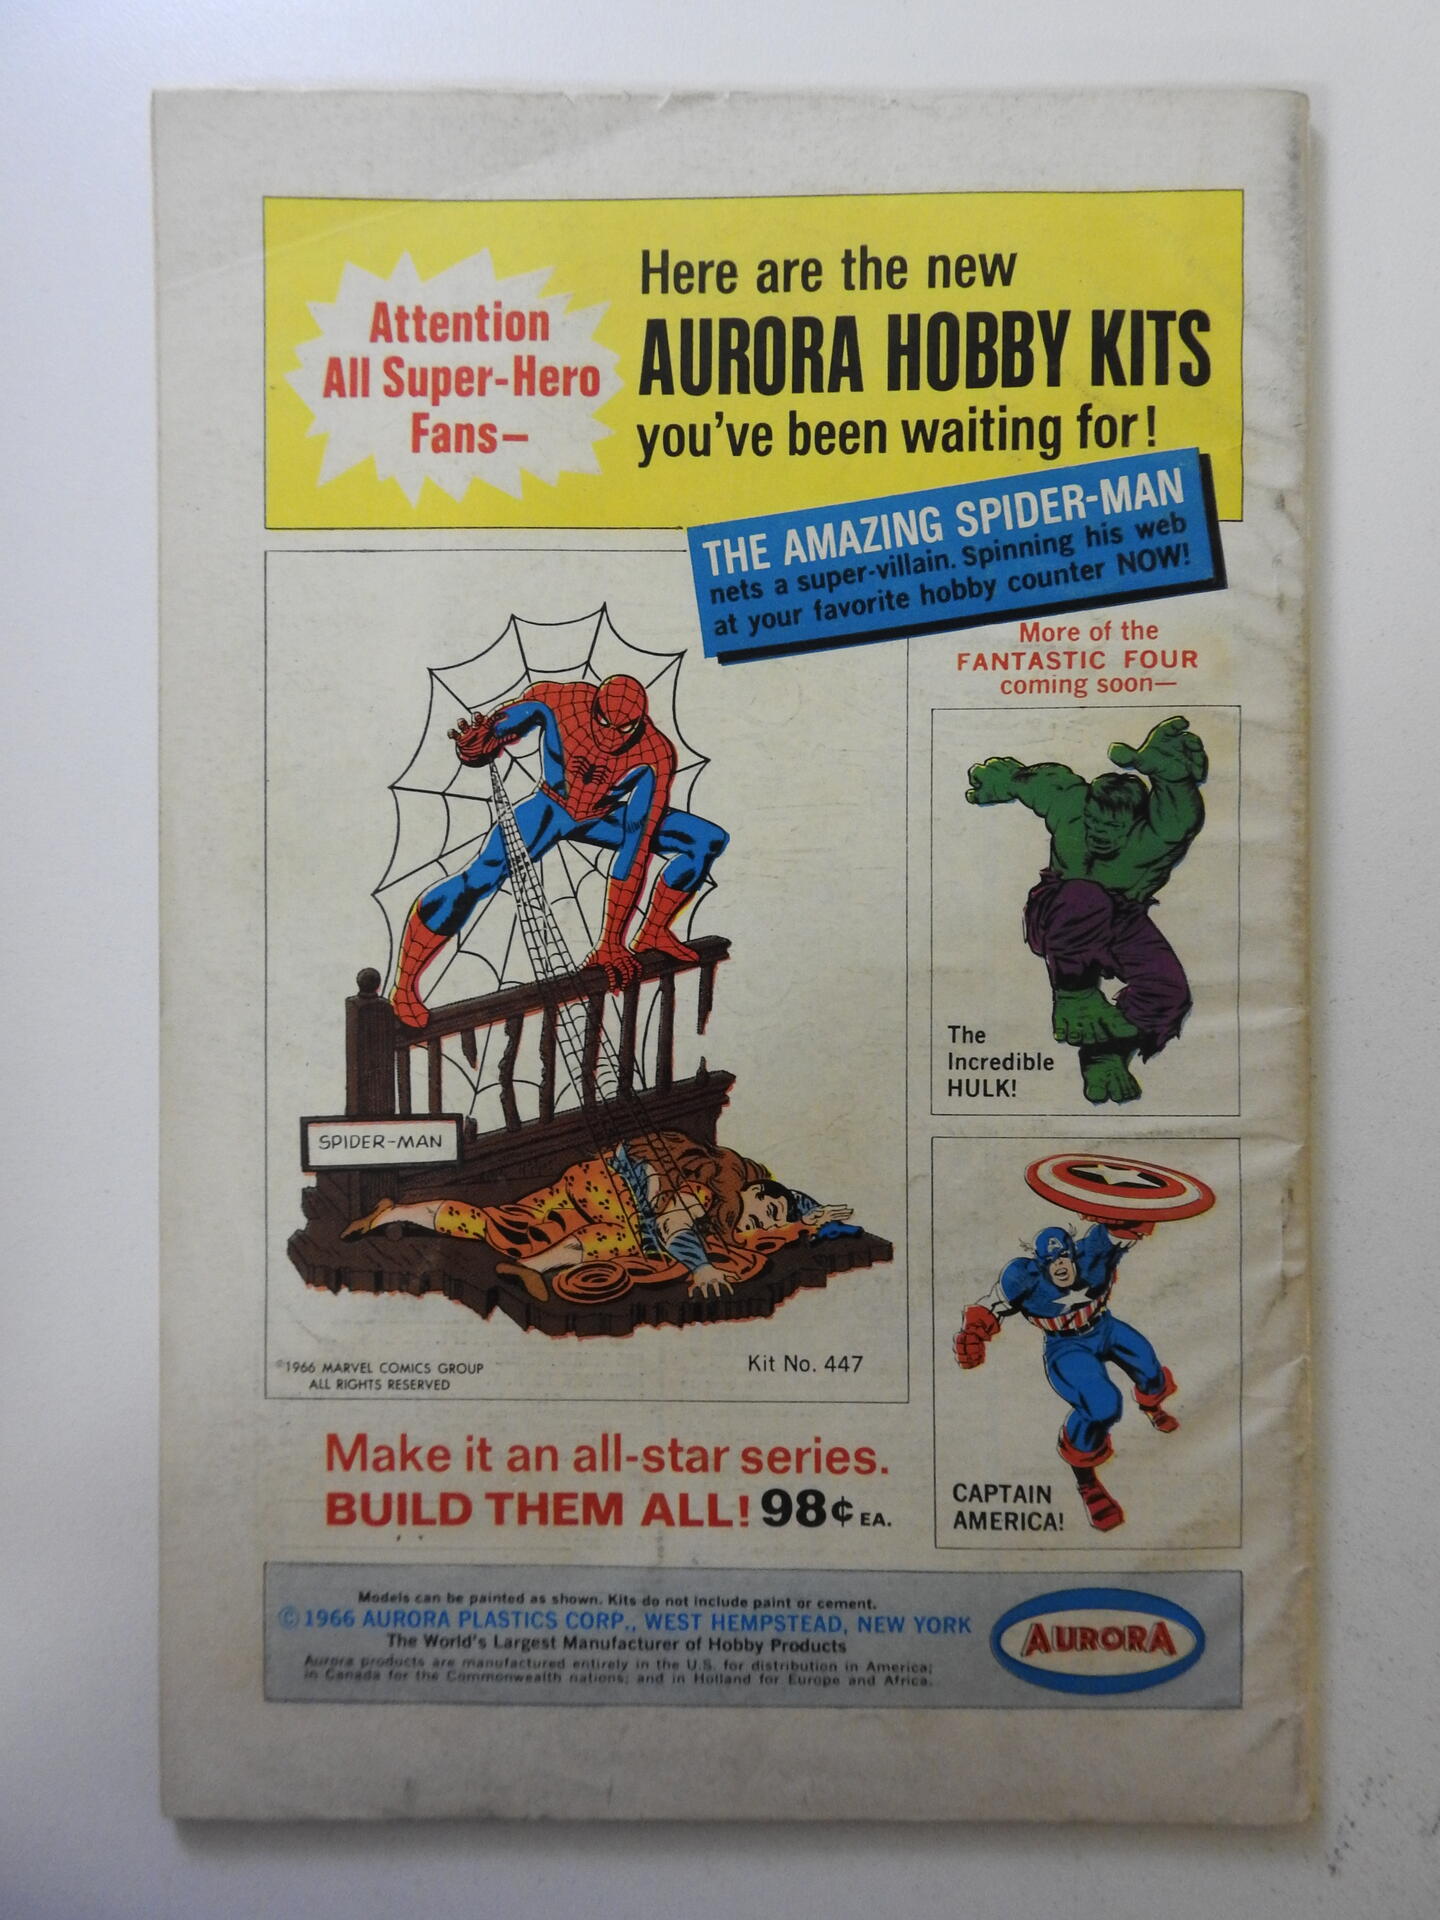 Attention
All Super-Hero
Fans—
Here are the new
AURORA HOBBY KITS
you've been waiting for!
THE AMAZING SPIDER-MAN
nets a super-villain. Spinning his web
at your favorite hobby counter NOW!
More of the
FANTASTIC FOUR
coming soon—
The
Incredible
HULK!
SPIDER-MAN
©1966 MARVEL COMICS GROUP
ALL RIGHTS RESERVED
Kit No. 447
A
CAPTAIN
AMERICA!
Make it an all-star series.
BUILD THEM ALL! 98¢ EA.
Models can be painted as shown. Kits do not include paint or cement.
© 1966 AURORA PLASTICS CORP., WEST HEMPSTEAD, NEW YORK
The World's Largest Manufacturer of Hobby Products
Aurora products are manufactured entirely in the U.S. for distribution in America;
in Canada for the Commonwealth nations; and in Holland for Europe and Africa.
AURORA